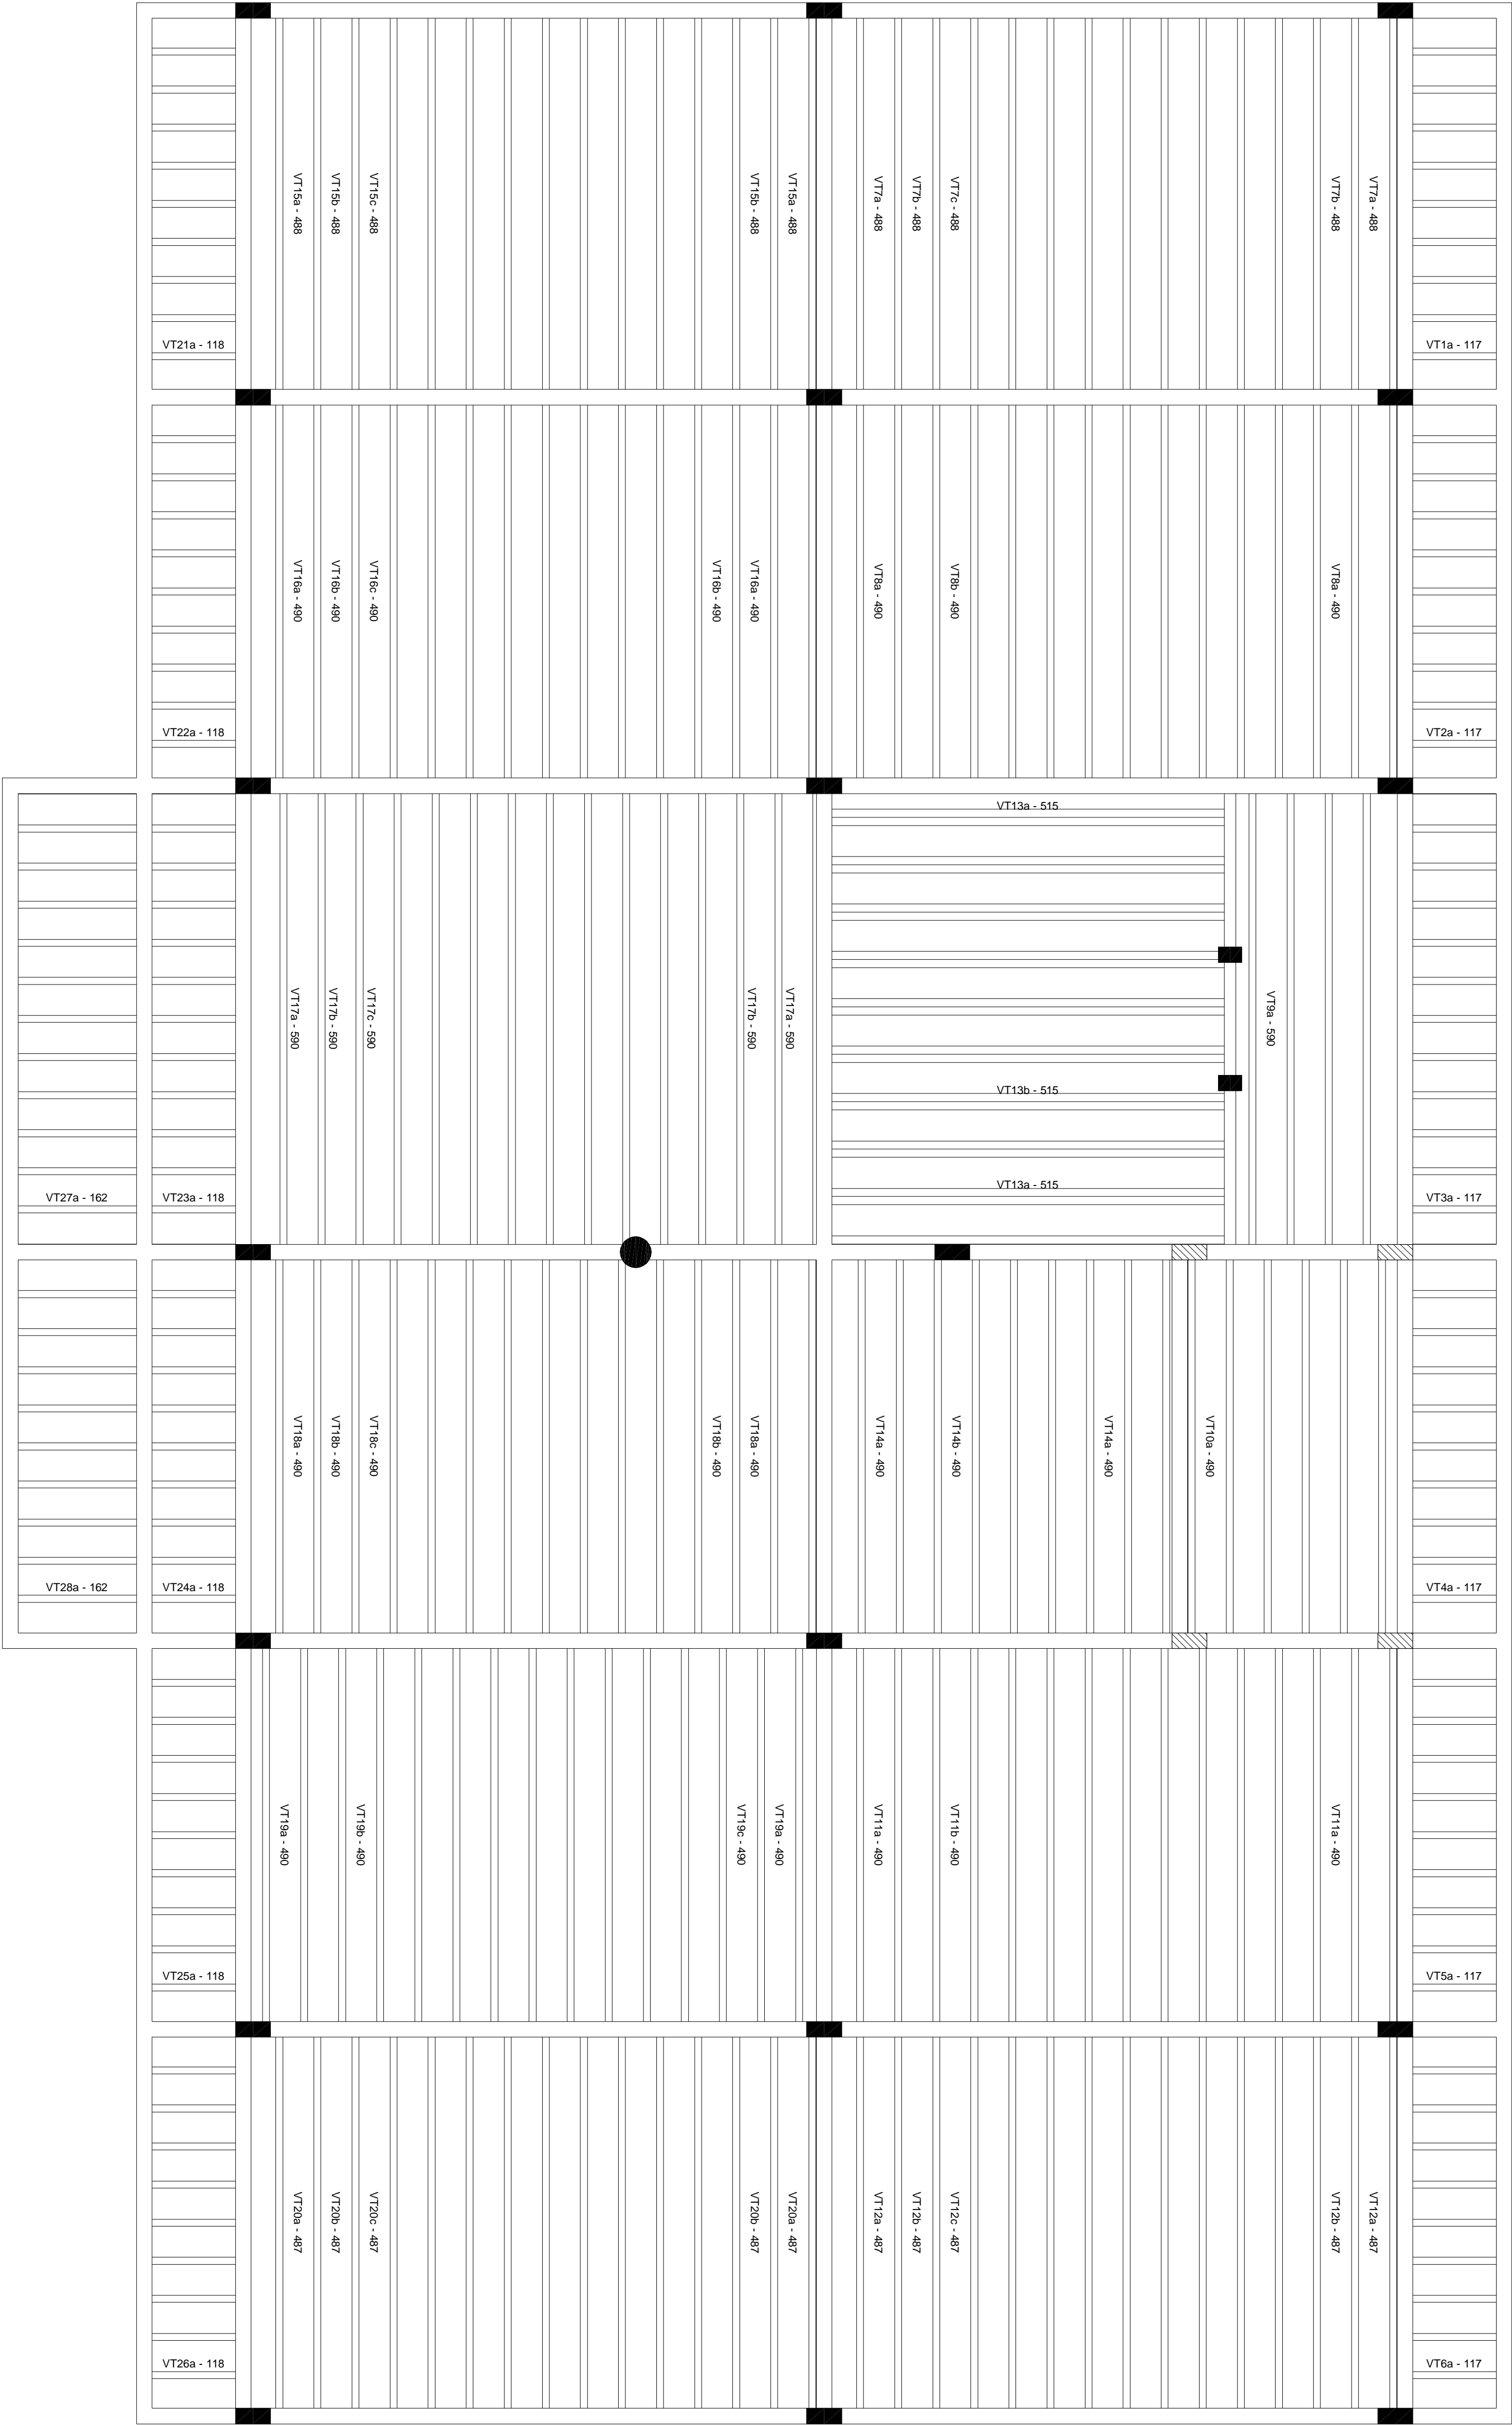 VT15a - 488
VT15b - 488
VT15c - 488
VT15b - 488
VT15a - 488
VT7a - 488
VT7b - 488
VT7c - 488
VT7b - 488
VT7a - 488
VT21a - 118
VT1a - 117
VT16a - 490
VT16b - 490
VT16c - 490
VT16b - 490
VT16a - 490
VT8a - 490
VT8b - 490
VT8a - 490
VT22a - 118
VT2a - 117
VT13a - 515
VT17a - 590
VT17b - 590
VT17c - 590
VT17b - 590
VT17a - 590
VT9a - 590
VT13b - 515
VT13a - 515
VT27a - 162
VT23a - 118
VT3a - 117
VT18a - 490
VT18b - 490
VT18c - 490
VT18b - 490
VT18a - 490
VT14a - 490
VT14b - 490
VT14a - 490
VT10a - 490
VT28a - 162
VT24a - 118
VT4a - 117
VT19a - 490
VT19b - 490
VT19c - 490
VT19a - 490
VT11a - 490
VT11b - 490
VT11a - 490
VT25a - 118
VT5a - 117
VT20a - 487
VT20b - 487
VT20c - 487
VT20b - 487
VT20a - 487
VT12a - 487
VT12b - 487
VT12c - 487
VT12b - 487
VT12a - 487
VT26a - 118
VT6a - 117